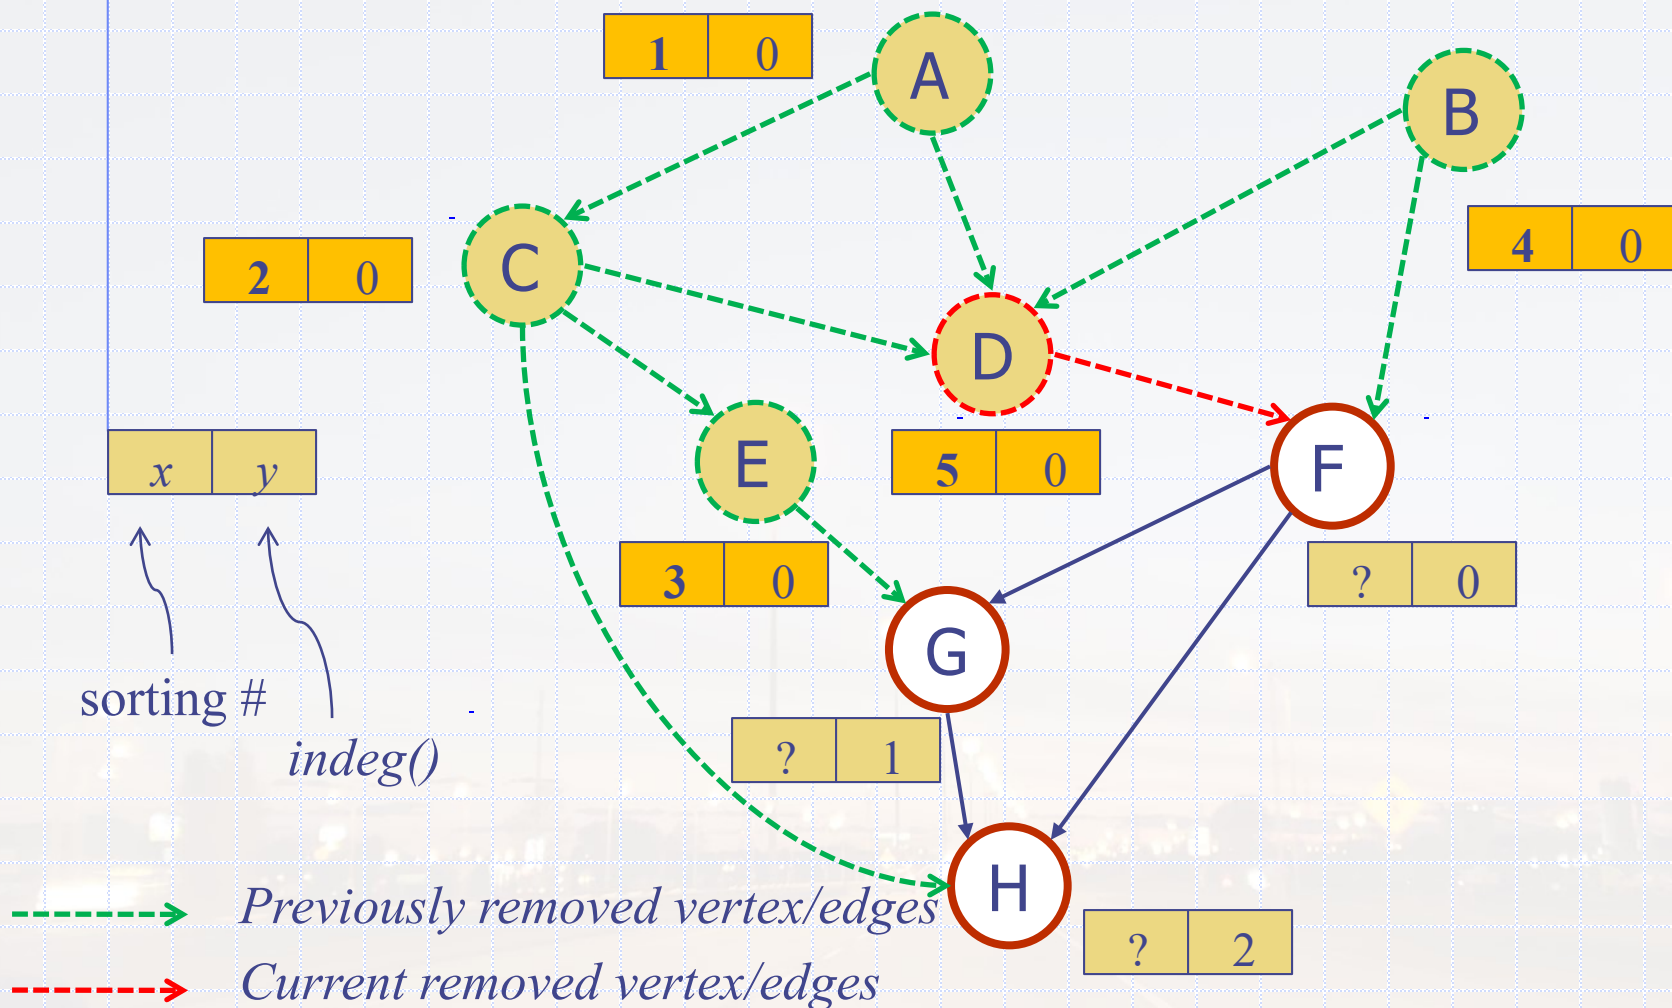 1 0
A
B
4 0
C
2 0
D
E
x y
5 0
F
3 0
? 0
G
sorting #
indeg()
? 1
H
Previously removed vertex/edges
? 2
Current removed vertex/edges